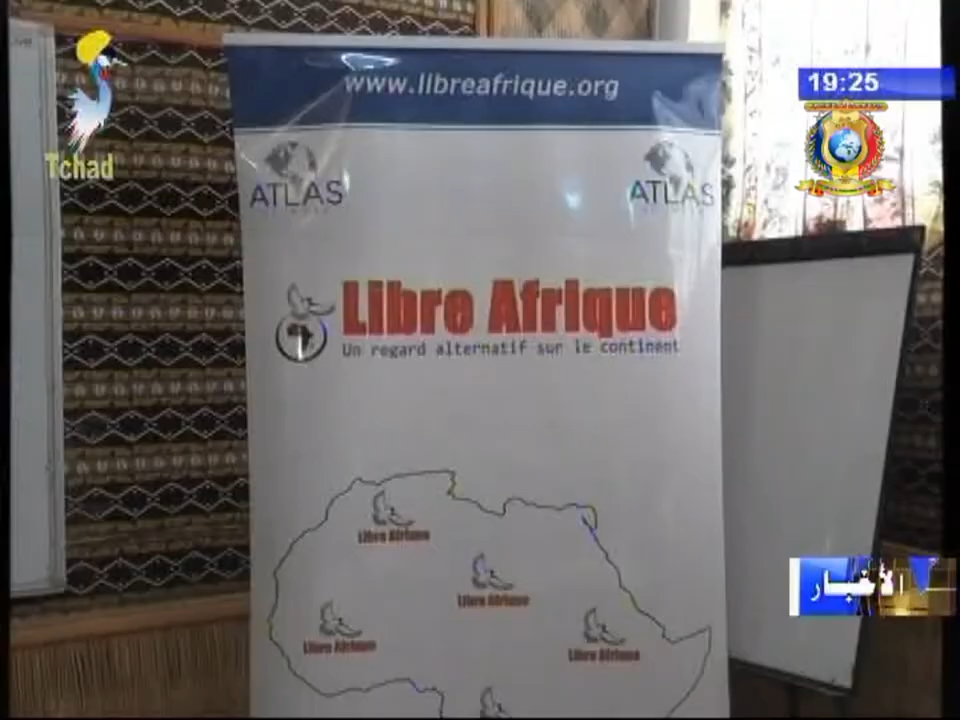 www.libreafrique.org
19:25
Tchad
ATLAS
ATLAS
Libre Afrique
Un regard alternatif sur le continent
Libre Afrique
Libre Afrique
Libre Afrique
Libre Afrique
الأخبار